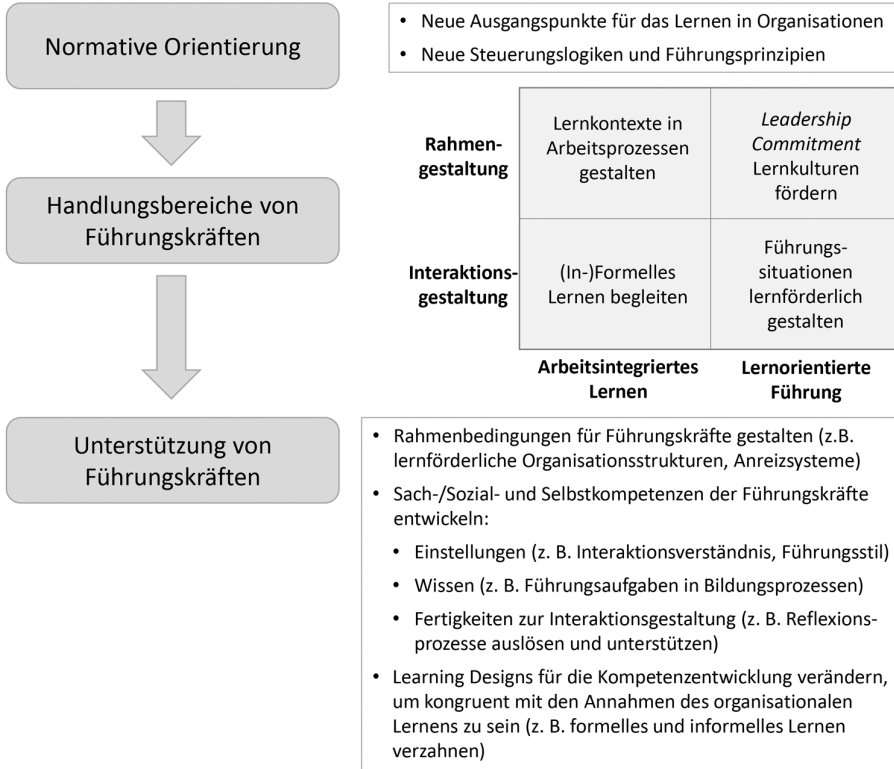 Normative Orientierung
• Neue Ausgangspunkte für das Lernen in Organisationen
• Neue Steuerungslogiken und Führungsprinzipien
Handlungsbereiche von
Führungskräften
Rahmen-
gestaltung
Lernkontexte in
Arbeitsprozessen
gestalten
Leadership
Commitment
Lernkulturen
fördern
Interaktions-
gestaltung
(In-)Formelles
Lernen begleiten
Führungs-
situationen
lernförderlich
gestalten
Arbeitsintegriertes
Lernen
Lernorientierte
Führung
Unterstützung von
Führungskräften
• Rahmenbedingungen für Führungskräfte gestalten (z.B.
lernförderliche Organisationsstrukturen, Anreizsysteme)
• Sach-/Sozial- und Selbstkompetenzen der Führungskräfte
entwickeln:
• Einstellungen (z. B. Interaktionsverständnis, Führungsstil)
• Wissen (z. B. Führungsaufgaben in Bildungsprozessen)
• Fertigkeiten zur Interaktionsgestaltung (z. B. Reflexions-
prozesse auslösen und unterstützen)
• Learning Designs für die Kompetenzentwicklung verändern,
um kongruent mit den Annahmen des organisationalen
Lernens zu sein (z. B. formelles und informelles Lernen
verzahnen)